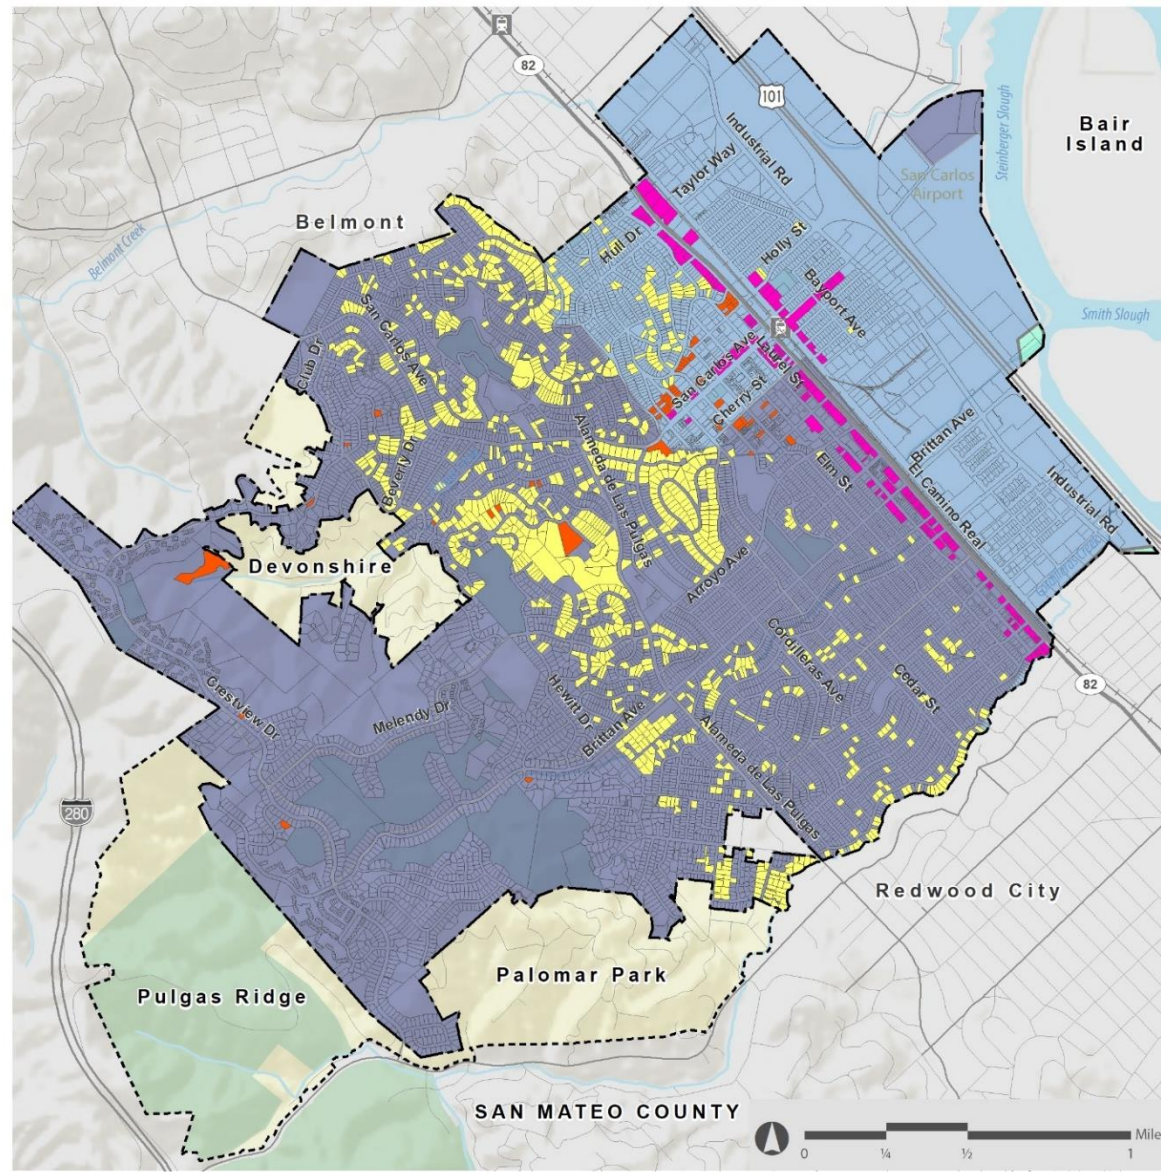 82
101
Bair
Island
Steinberger Slough
Industrial Rd
Taylor Way
San Carlos
Airport
Belmont
Belmont Creek
Hull Dr
Holly St
Bayport Ave
Smith Slough
San Carlos Ave
Club Dr
San Carlos Ave
Laurel St
Cherry St
Beverly Dr
Alameda de Las Pulgas
Elm St
Brittan Ave
El Camino Real
Industrial Rd
Devonshire
Arroyo Ave
Cordilleras Ave
Cedar St
82
Crestview Dr
Melendy Dr
Hewitt Dr
Brittan Ave
Alameda de Las Pulgas
280
Redwood City
Palomar Park
Pulgas Ridge
SAN MATEO COUNTY
Mile
0 1/4 1/2 1